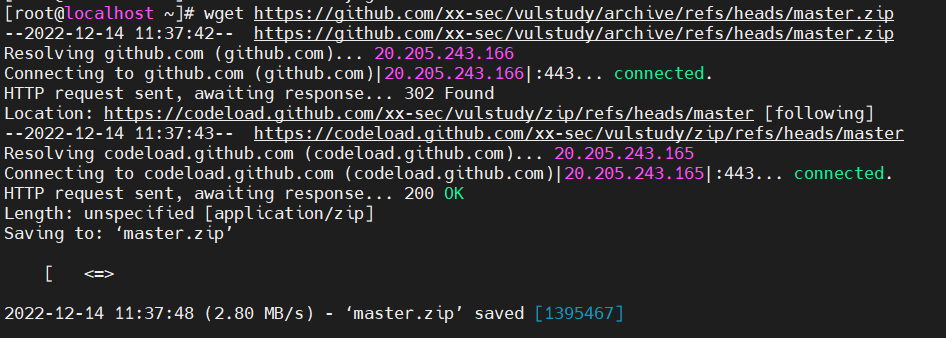 [root@localhost ~]# wget https://github.com/xx-sec/vulstudy/archive/refs/heads/master.zip
--2022-12-14 11:37:42--  https://github.com/xx-sec/vulstudy/archive/refs/heads/master.zip
Resolving github.com (github.com)... 20.205.243.166
Connecting to github.com (github.com)|20.205.243.166|:443... connected.
HTTP request sent, awaiting response... 302 Found
Location: https://codeload.github.com/xx-sec/vulstudy/zip/refs/heads/master [following]
--2022-12-14 11:37:43--  https://codeload.github.com/xx-sec/vulstudy/zip/refs/heads/master
Resolving codeload.github.com (codeload.github.com)... 20.205.243.165
Connecting to codeload.github.com (codeload.github.com)|20.205.243.165|:443... connected.
HTTP request sent, awaiting response... 200 OK
Length: unspecified [application/zip]
Saving to: ‘master.zip’
[   <=>
2022-12-14 11:37:48 (2.80 MB/s) - ‘master.zip’ saved [1395467]